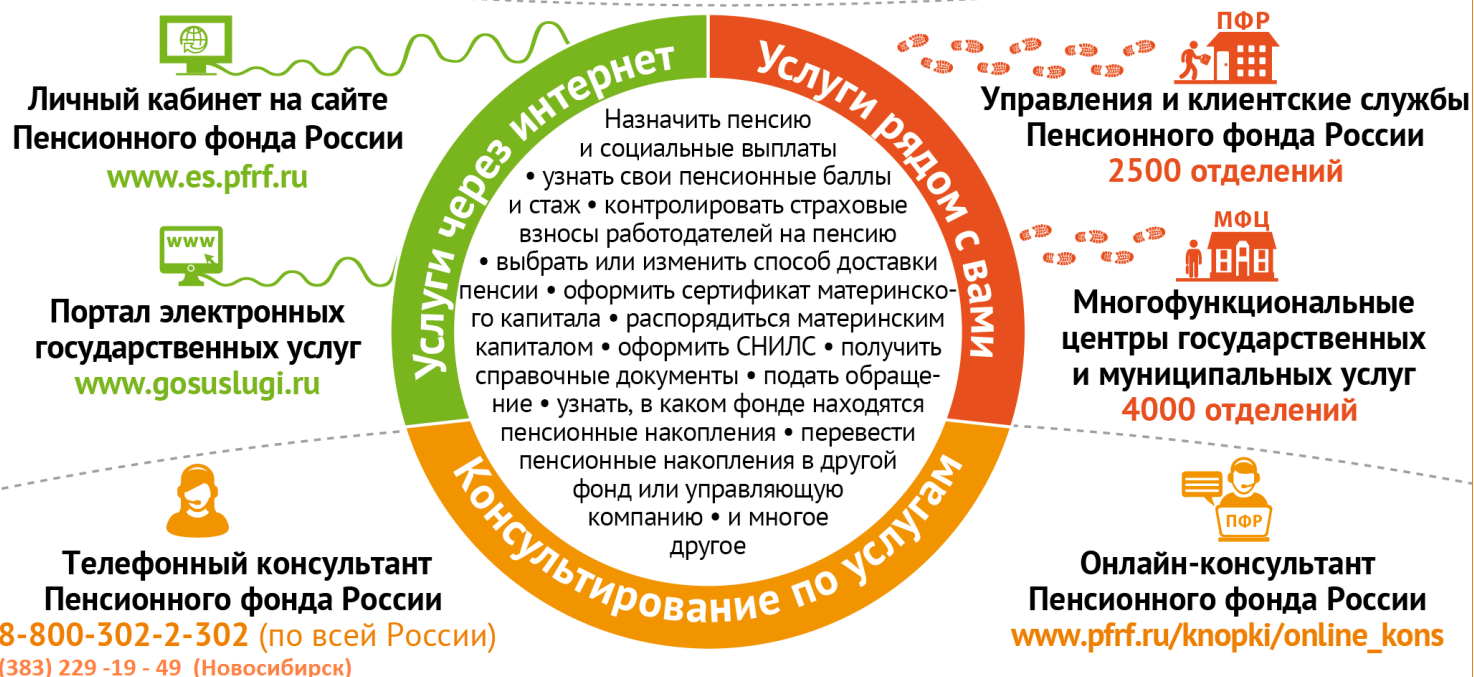 Личный кабинет на сайте
Пенсионного фонда России
www.es.pfrf.ru
www
Портал электронных
государственных услуг
www.gosuslugi.ru
Услуги через интернет
Услуги рядом с вами
Консультирование по услугам
Назначить пенсию
и социальные выплаты
• узнать свои пенсионные баллы
и стаж • контролировать страховые
взносы работодателей на пенсию
• выбрать или изменить способ доставки
пенсии • оформить сертификат материнско-
го капитала • распорядиться материнским
капиталом • оформить СНИЛС • получить
справочные документы • подать обраще-
ние • узнать, в каком фонде находятся
пенсионные накопления • перевести
пенсионные накопления в другой
фонд или управляющую
компанию • и многое
другое
ПФР
Управления и клиентские службы
Пенсионного фонда России
2500 отделений
МФЦ
Многофункциональные
центры государственных
и муниципальных услуг
4000 отделений
Телефонный консультант
Пенсионного фонда России
8-800-302-2-302 (по всей России)
(383) 229 -19 - 49 (Новосибирск)
ПФР
Онлайн-консультант
Пенсионного фонда России
www.pfrf.ru/knopki/online_kons